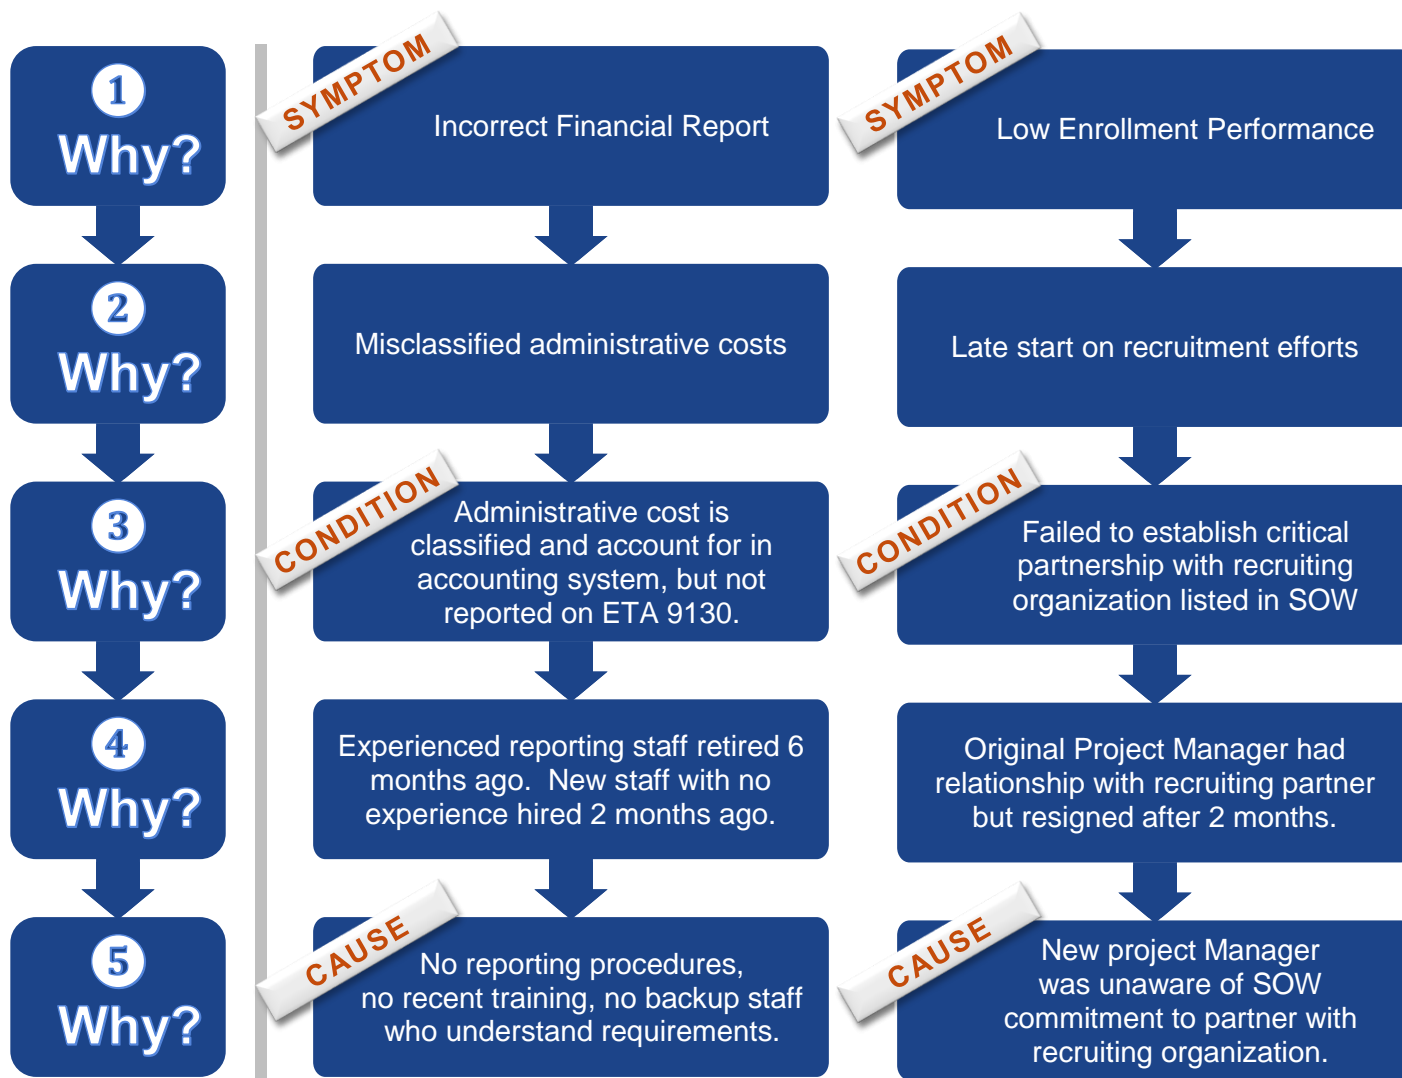 1
Why?
SYMPTOM
Incorrect Financial Report
SYMPTOM
Low Enrollment Performance
2
Why?
Misclassified administrative costs
Late start on recruitment efforts
3
Why?
CONDITION
Administrative cost is
classified and account for in
accounting system, but not
reported on ETA 9130.
CONDITION
Failed to establish critical
partnership with recruiting
organization listed in SOW
4
Why?
Experienced reporting staff retired 6
months ago.  New staff with no
experience hired 2 months ago.
Original Project Manager had
relationship with recruiting partner
but resigned after 2 months.
5
Why?
CAUSE
No reporting procedures,
no recent training, no backup staff
who understand requirements.
CAUSE
New project Manager
was unaware of SOW
commitment to partner with
recruiting organization.